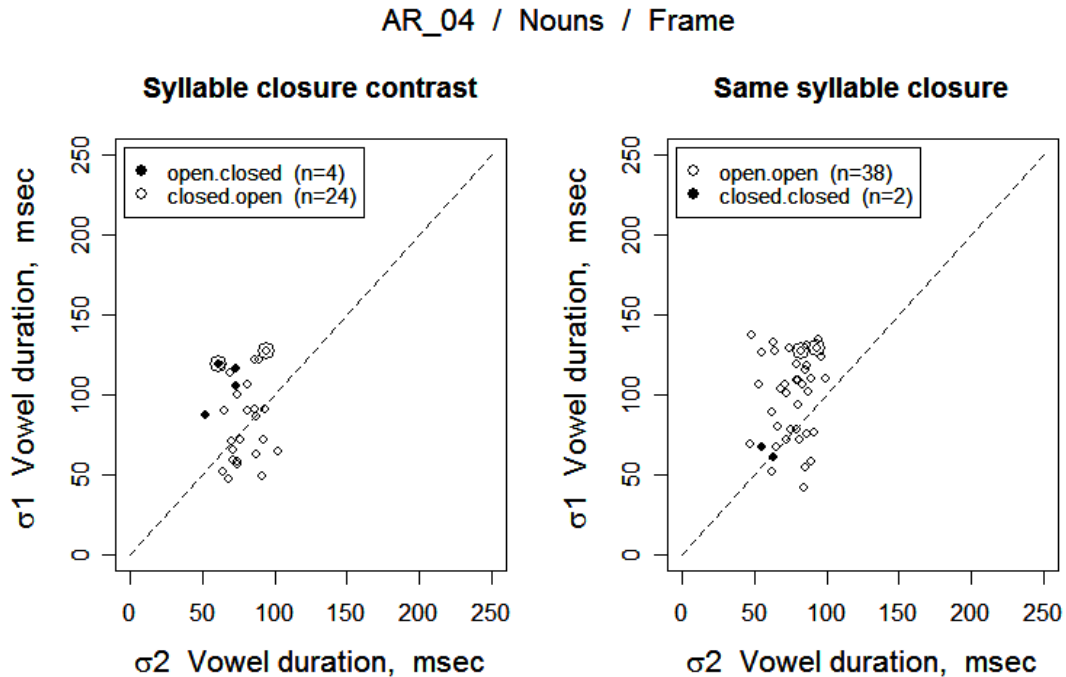 AR_04 / Nouns / Frame
Syllable closure contrast
open.closed (n=4)
closed.open (n=24)
250
200
150
100
50
0
σ1 Vowel duration, msec
0 50 100 150 200 250
σ2 Vowel duration, msec
Same syllable closure
open.open (n=38)
closed.closed (n=2)
250
200
150
100
50
0
σ1 Vowel duration, msec
0 50 100 150 200 250
σ2 Vowel duration, msec